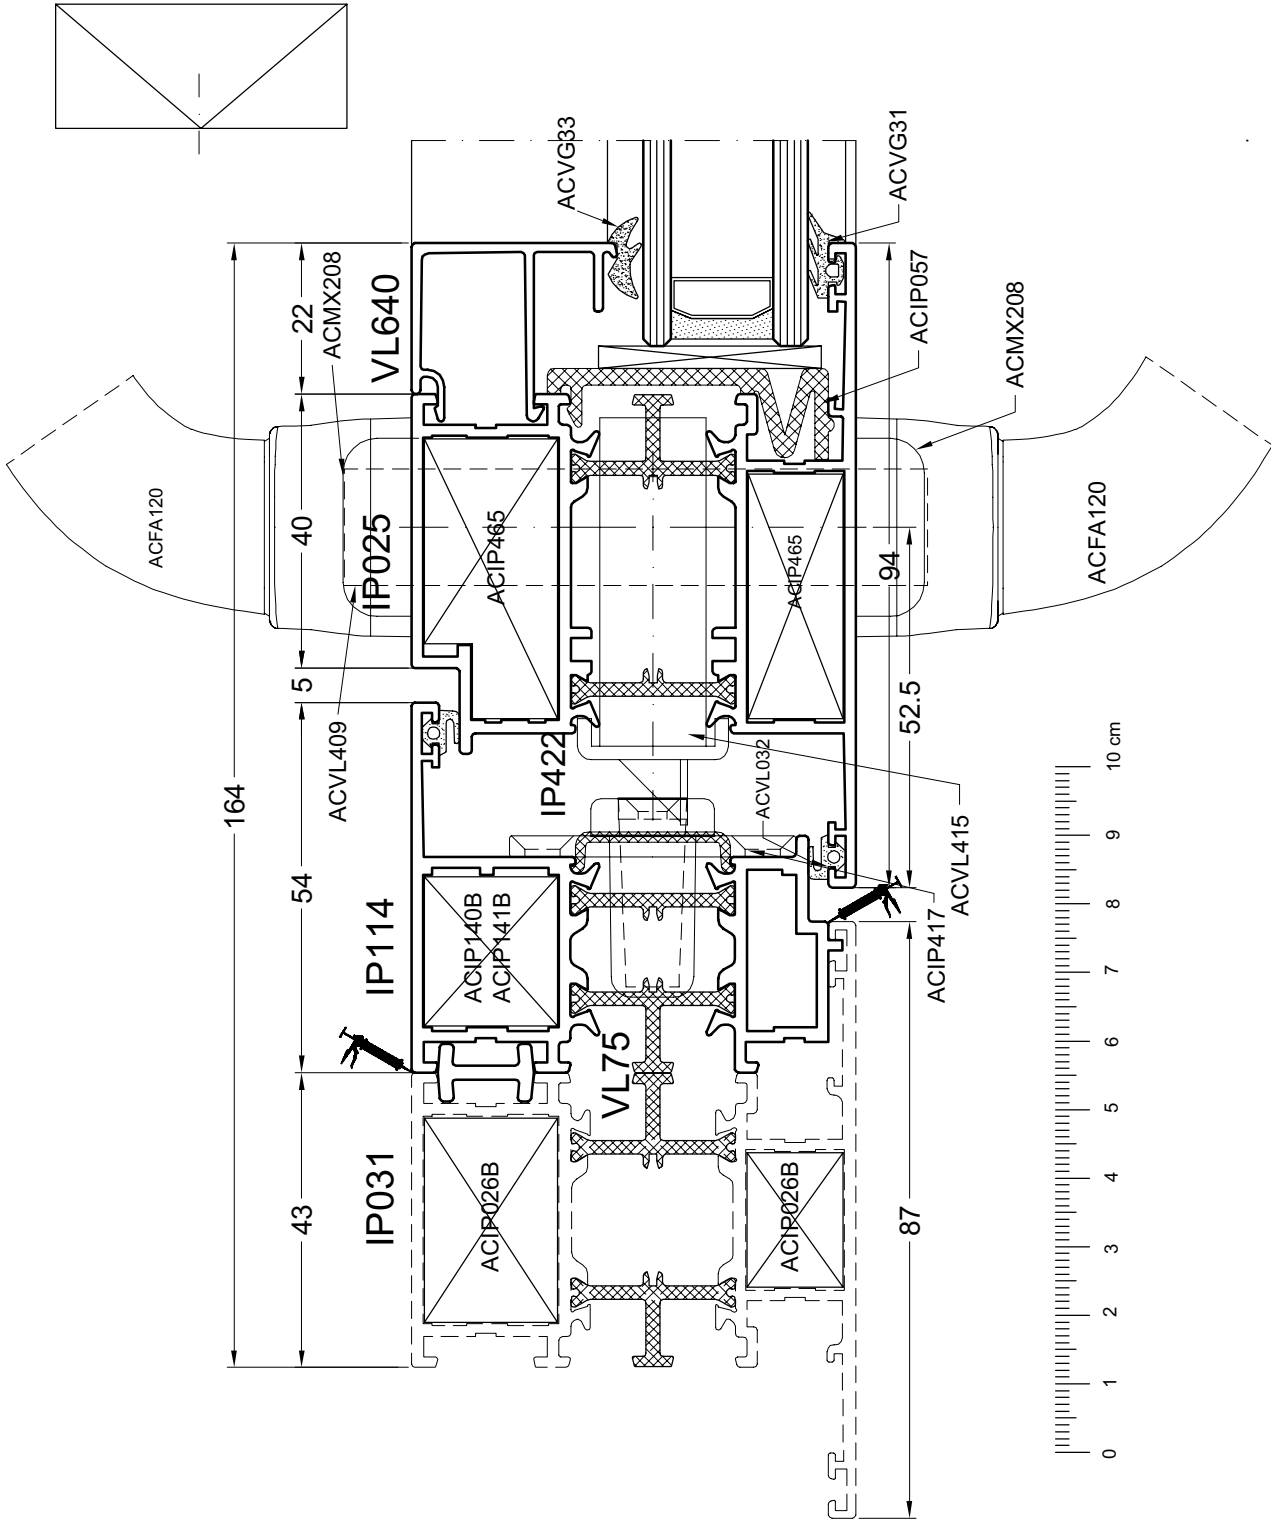 164
22
40
5
54
43
ACMX208
VL640
IP025
ACVL409
IP114
IP031
ACFA120
ACIP465
ACIP140B
ACIP141B
ACIP026B
IP422
VL75
ACVG33
ACVG31
ACIP057
ACMX208
ACFA120
ACIP465
ACVL032
ACIP026B
94
52.5
87
ACVL415
ACIP417
0 1 2 3 4 5 6 7 8 9 10 cm